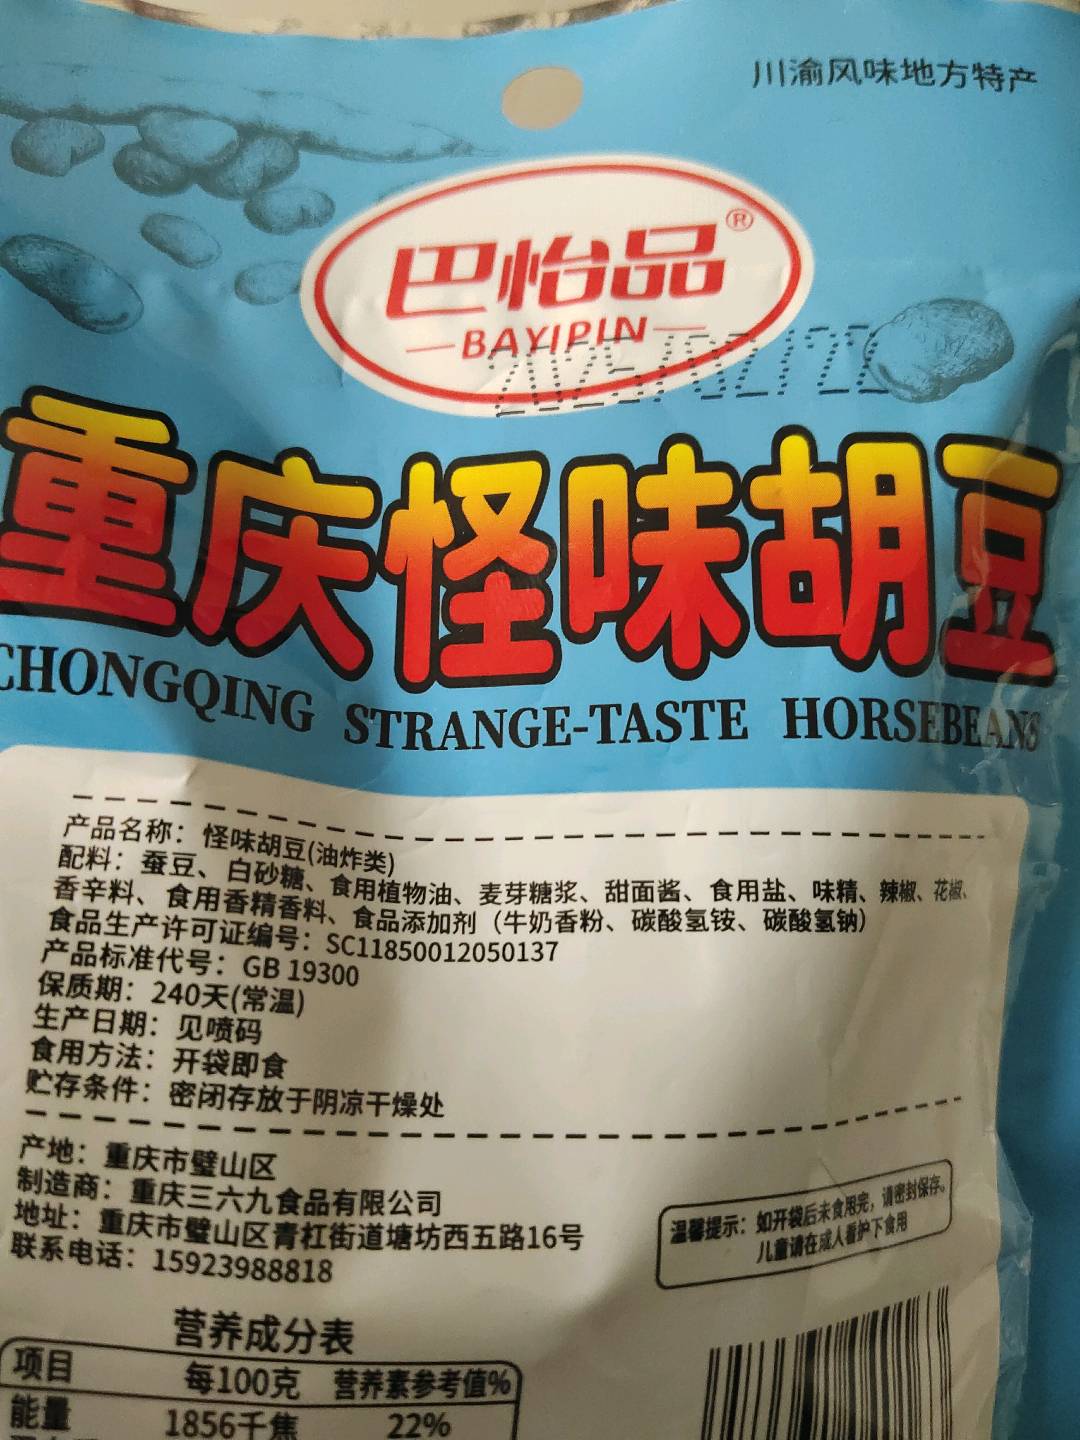 川渝风味地方特产
巴怡品®
BAYIPIN
2025/02/22
重庆怪味胡豆
CHONGQING STRANGE-TASTE HORSEBEANS
产品名称：怪味胡豆(油炸类)
配料：蚕豆、白砂糖、食用植物油、麦芽糖浆、甜面酱、食用盐、味精、辣椒、花椒、
香辛料、食用香精香料、食品添加剂（牛奶香粉、碳酸氢铵、碳酸氢钠）
食品生产许可证编号：SC11850012050137
产品标准代号：GB 19300
保质期：240天(常温)
生产日期：见喷码
食用方法：开袋即食
贮存条件：密闭存放于阴凉干燥处
产地：重庆市璧山区
制造商：重庆三六九食品有限公司
地址：重庆市璧山区青杠街道塘坊西五路16号
联系电话：15923988818
温馨提示：如开袋后未食用完，请密封保存。
儿童请在成人看护下食用
营养成分表
项目 每100克 营养素参考值%
能量 1856千焦 22%